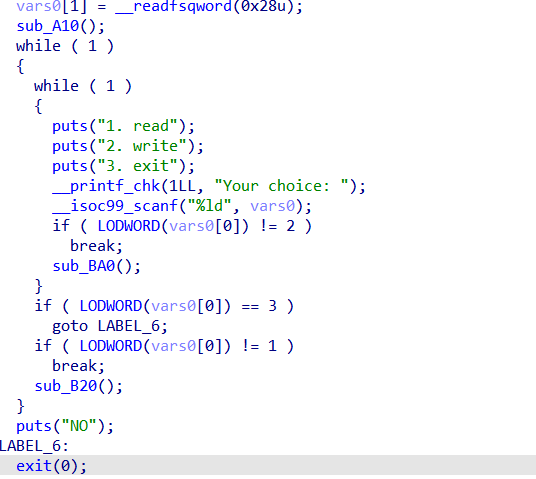 vars0[1] = __readfsqword(0x28u);
sub_A10();
while ( 1 )
{
while ( 1 )
{
puts("1. read");
puts("2. write");
puts("3. exit");
__printf_chk(1LL, "Your choice: ");
__isoc99_scanf("%ld", vars0);
if ( LODWORD(vars0[0]) != 2 )
break;
sub_BA0();
}
if ( LODWORD(vars0[0]) == 3 )
goto LABEL_6;
if ( LODWORD(vars0[0]) != 1 )
break;
sub_B20();
}
puts("NO");
LABEL_6:
exit(0);